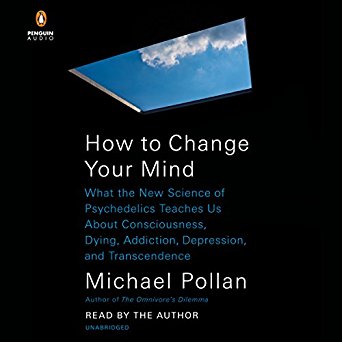 PENGUIN
AUDIO
How to Change
Your Mind
What the New Science of
Psychedelics Teaches Us
About Consciousness,
Dying, Addiction, Depression,
and Transcendence
Michael Pollan
Author of The Omnivore's Dilemma
READ BY THE AUTHOR
UNABRIDGED